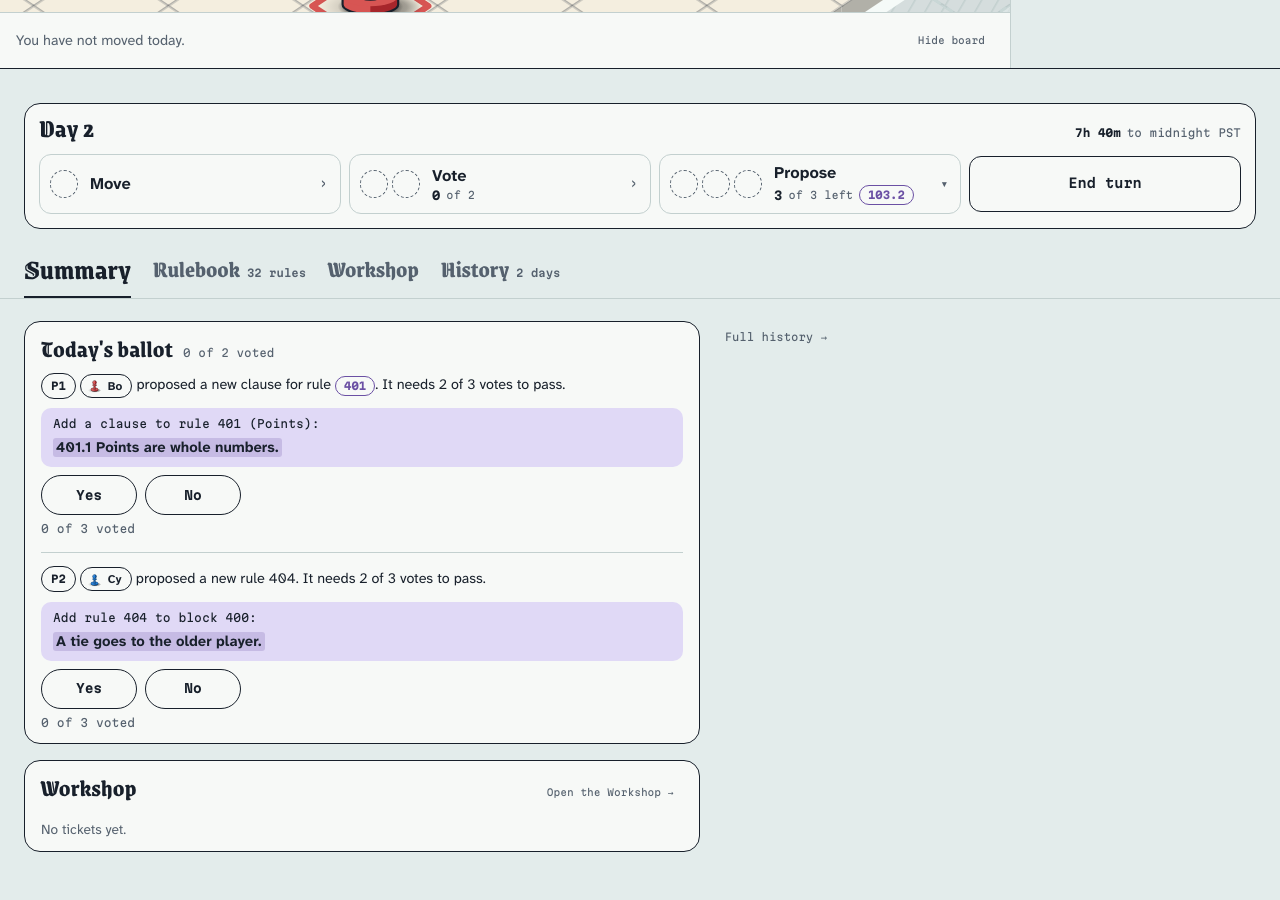 You have not moved today.
Hide board
Day 2
7h 40m to midnight PST
Move ›
Vote ›
0 of 2
Propose ▾
3 of 3 left 103.2
End turn
Summary Rulebook 32 rules Workshop History 2 days
Today's ballot 0 of 2 voted
P1 Bo proposed a new clause for rule 401. It needs 2 of 3 votes to pass.
Add a clause to rule 401 (Points):
401.1 Points are whole numbers.
Yes No
0 of 3 voted
P2 Cy proposed a new rule 404. It needs 2 of 3 votes to pass.
Add rule 404 to block 400:
A tie goes to the older player.
Yes No
0 of 3 voted
Full history →
Workshop
Open the Workshop →
No tickets yet.